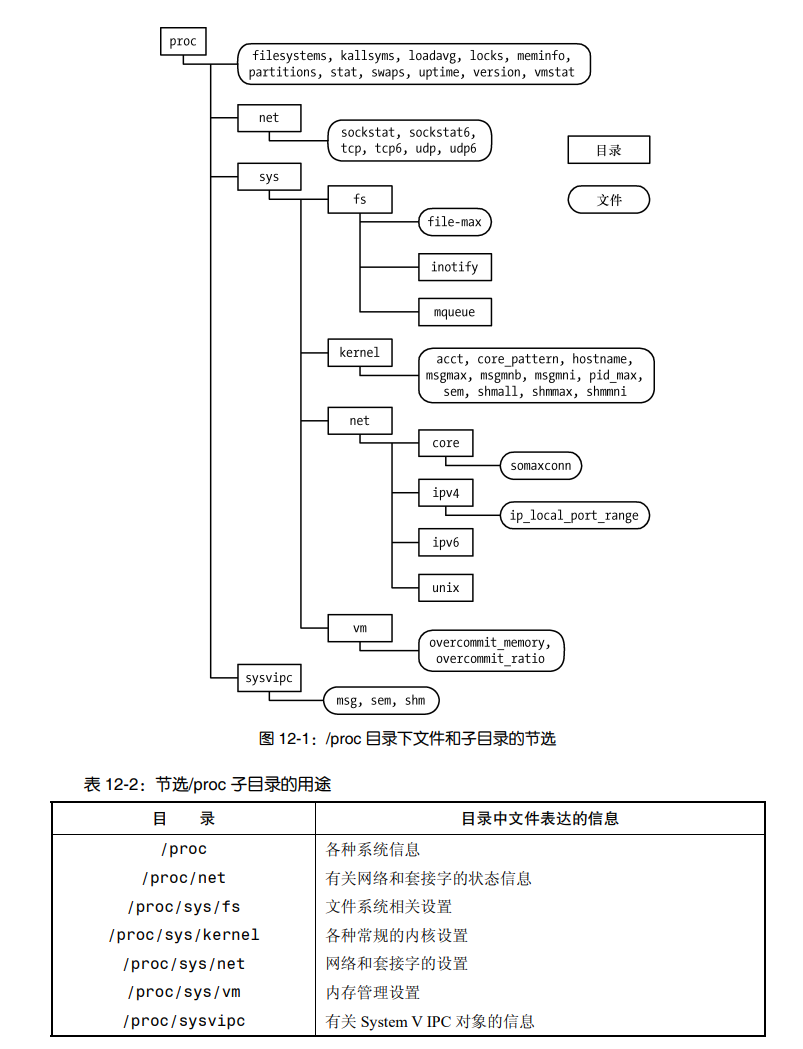 proc
filesystems, kallsyms, loadavg, locks, meminfo,
partitions, stat, swaps, uptime, version, vmstat
net
sockstat, sockstat6,
tcp, tcp6, udp, udp6
目录
sys
fs
文件
file-max
inotify
mqueue
kernel
acct, core_pattern, hostname,
msgmax, msgmnb, msgmni, pid_max,
sem, shmall, shmmax, shmmni
net
core
somaxconn
ipv4
ip_local_port_range
ipv6
unix
vm
overcommit_memory,
overcommit_ratio
sysvipc
msg, sem, shm
图 12-1：/proc 目录下文件和子目录的节选
表 12-2：节选/proc 子目录的用途
目 录 目录中文件表达的信息
/proc 各种系统信息
/proc/net 有关网络和套接字的状态信息
/proc/sys/fs 文件系统相关设置
/proc/sys/kernel 各种常规的内核设置
/proc/sys/net 网络和套接字的设置
/proc/sys/vm 内存管理设置
/proc/sysvipc 有关 System V IPC 对象的信息